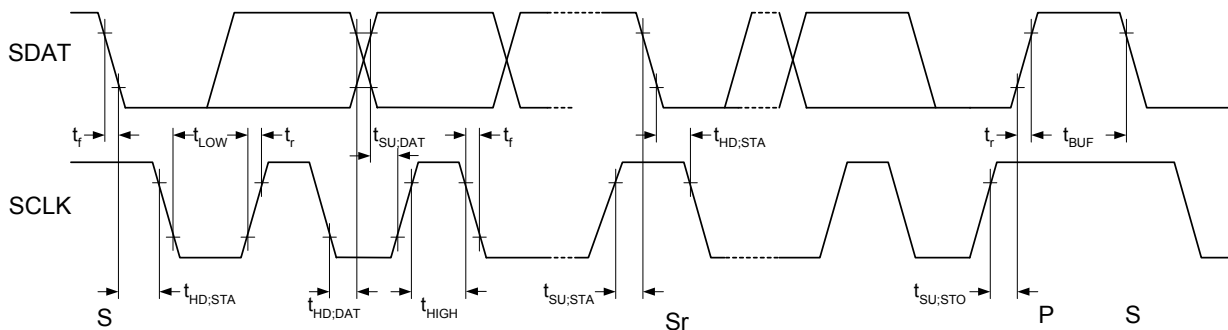 SDAT
tf
tLOW
tr
tSU;DAT
tf
tHD;STA
tr
tBUF
SCLK
tHD;STA
tHD;DAT
tHIGH
tSU;STA
tSU;STO
S
Sr
P
S